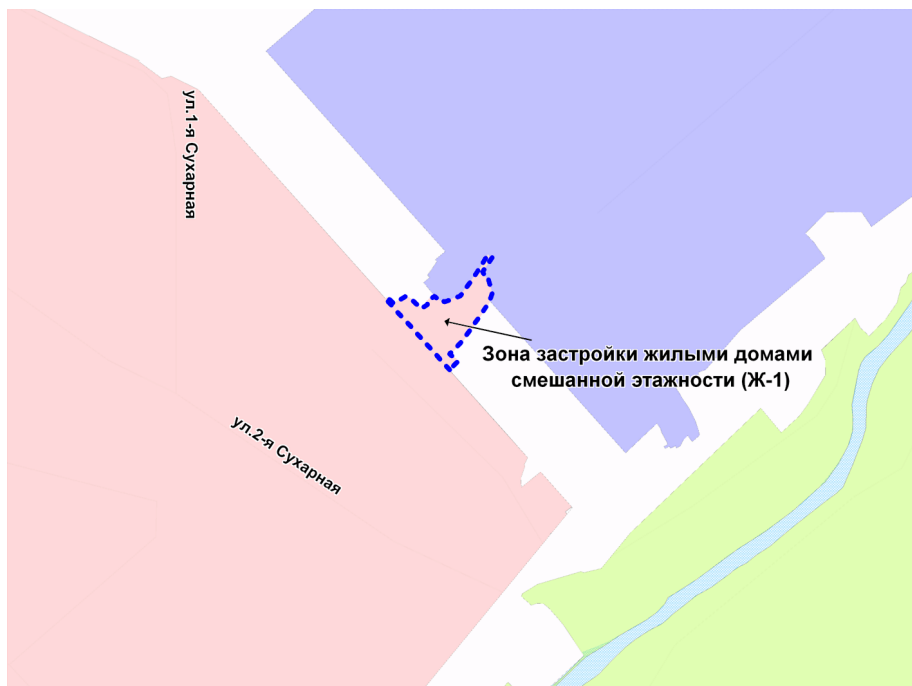 ул.1-я Сухарная
Зона застройки жилыми домами
смешанной этажности (Ж-1)
ул.2-я Сухарная